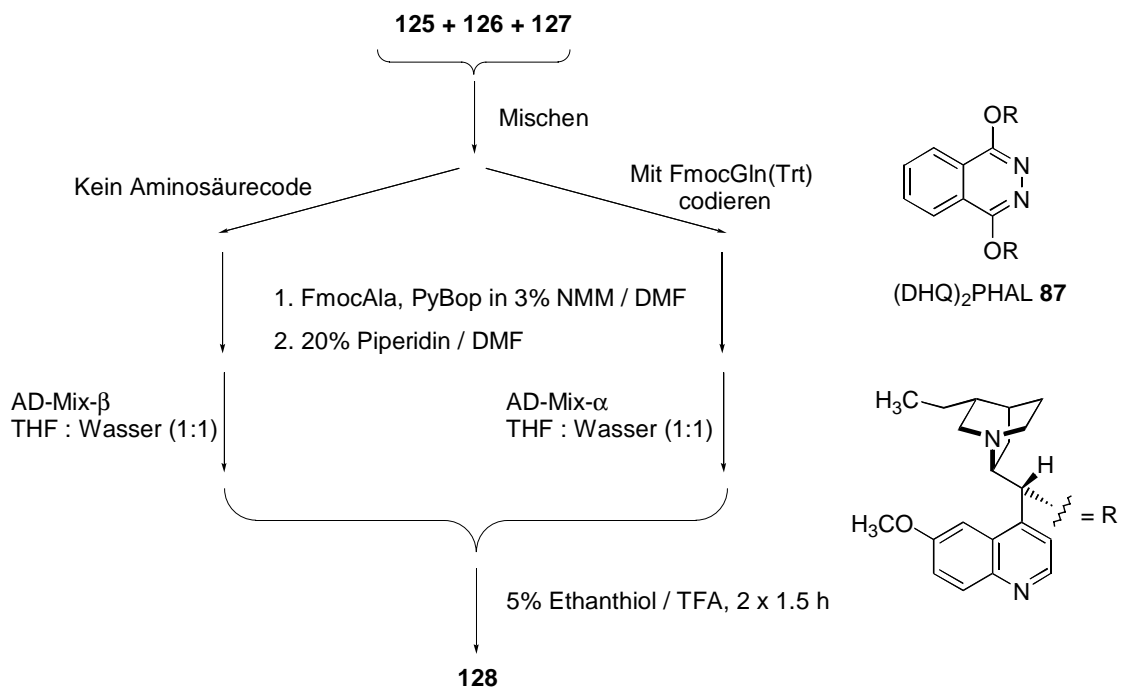 125 + 126 + 127
Mischen
Kein Aminosäurecode
Mit FmocGln(Trt)
codieren
1. FmocAla, PyBop in 3% NMM / DMF
2. 20% Piperidin / DMF
AD-Mix-β
THF : Wasser (1:1)
AD-Mix-α
THF : Wasser (1:1)
5% Ethanthiol / TFA, 2 x 1.5 h
128
OR
N
N
OR
(DHQ)₂PHAL 87
H₃C
N
H
= R
H₃CO
N